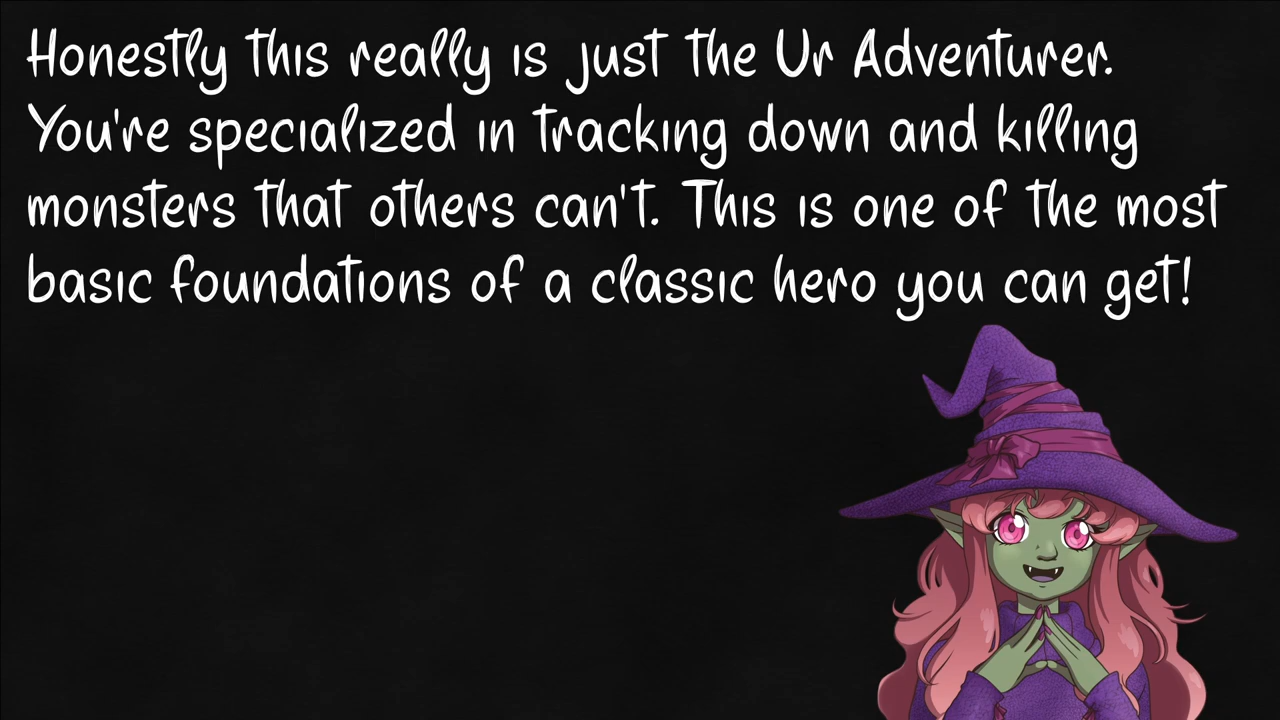 Honestly this really is just the Ur Adventurer.
You're specialized in tracking down and killing
monsters that others can't. This is one of the most
basic foundations of a classic hero you can get!